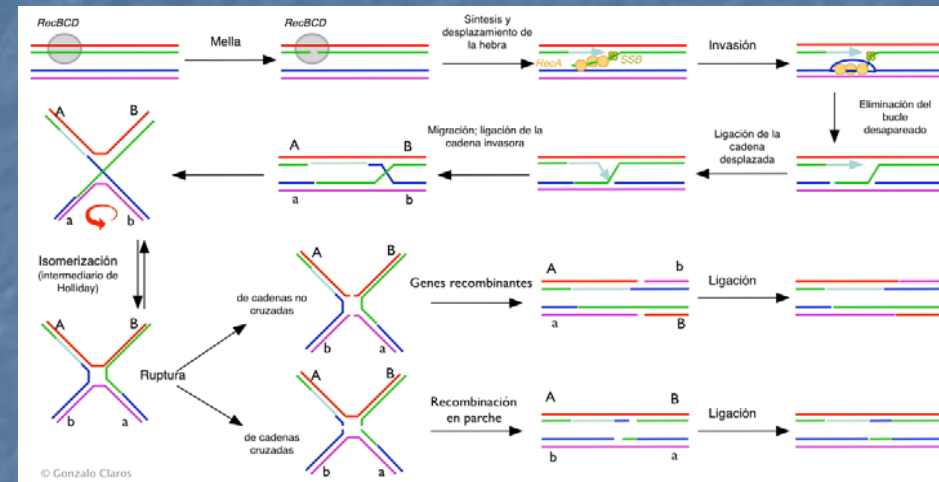 RecBCD
Mella
RecBCD
Síntesis y
desplazamiento de
la hebra
RecA
SSB
Invasión
Eliminación del
bucle
desapareado
Ligación de la
cadena
desplazada
Migración; ligación de la
cadena invasora
A B
a b
A B
a b
Isomerización
(intermediario de
Holliday)
A B
b a
Ruptura
de cadenas no
cruzadas
A B
b a
Genes recombinantes
A b
a B
Ligación
de cadenas
cruzadas
A B
b a
Recombinación
en parche
A B
b a
Ligación
© Gonzalo Claros